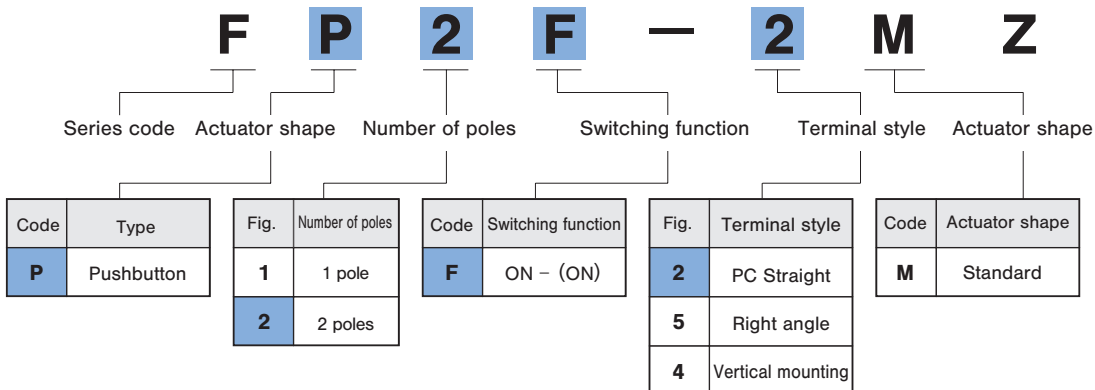 F P 2 F － 2 M Z
Series code Actuator shape Number of poles Switching function Terminal style Actuator shape
Code Type
P Pushbutton
Fig. Number of poles
1 1 pole
2 2 poles
Code Switching function
F ON － (ON)
Fig. Terminal style
2 PC Straight
5 Right angle
4 Vertical mounting
Code Actuator shape
M Standard